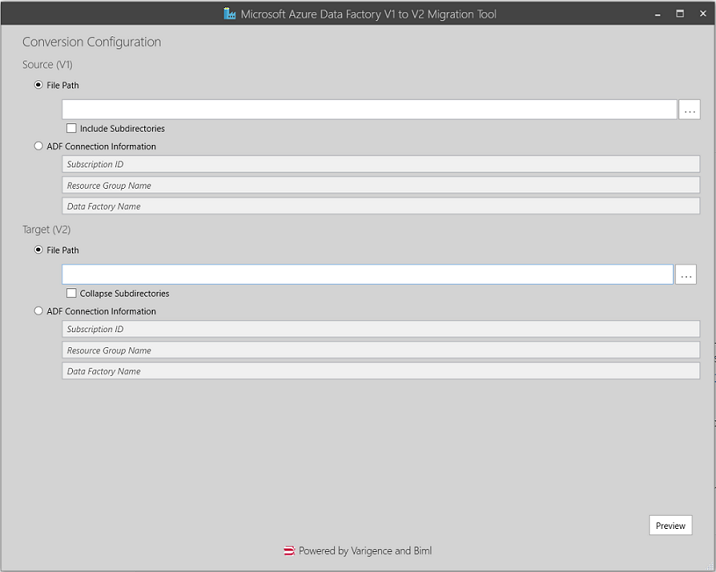 Microsoft Azure Data Factory V1 to V2 Migration Tool
Conversion Configuration
Source (V1)
File Path
...
Include Subdirectories
ADF Connection Information
Subscription ID
Resource Group Name
Data Factory Name
Target (V2)
File Path
...
Collapse Subdirectories
ADF Connection Information
Subscription ID
Resource Group Name
Data Factory Name
Preview
Powered by Varigence and Biml